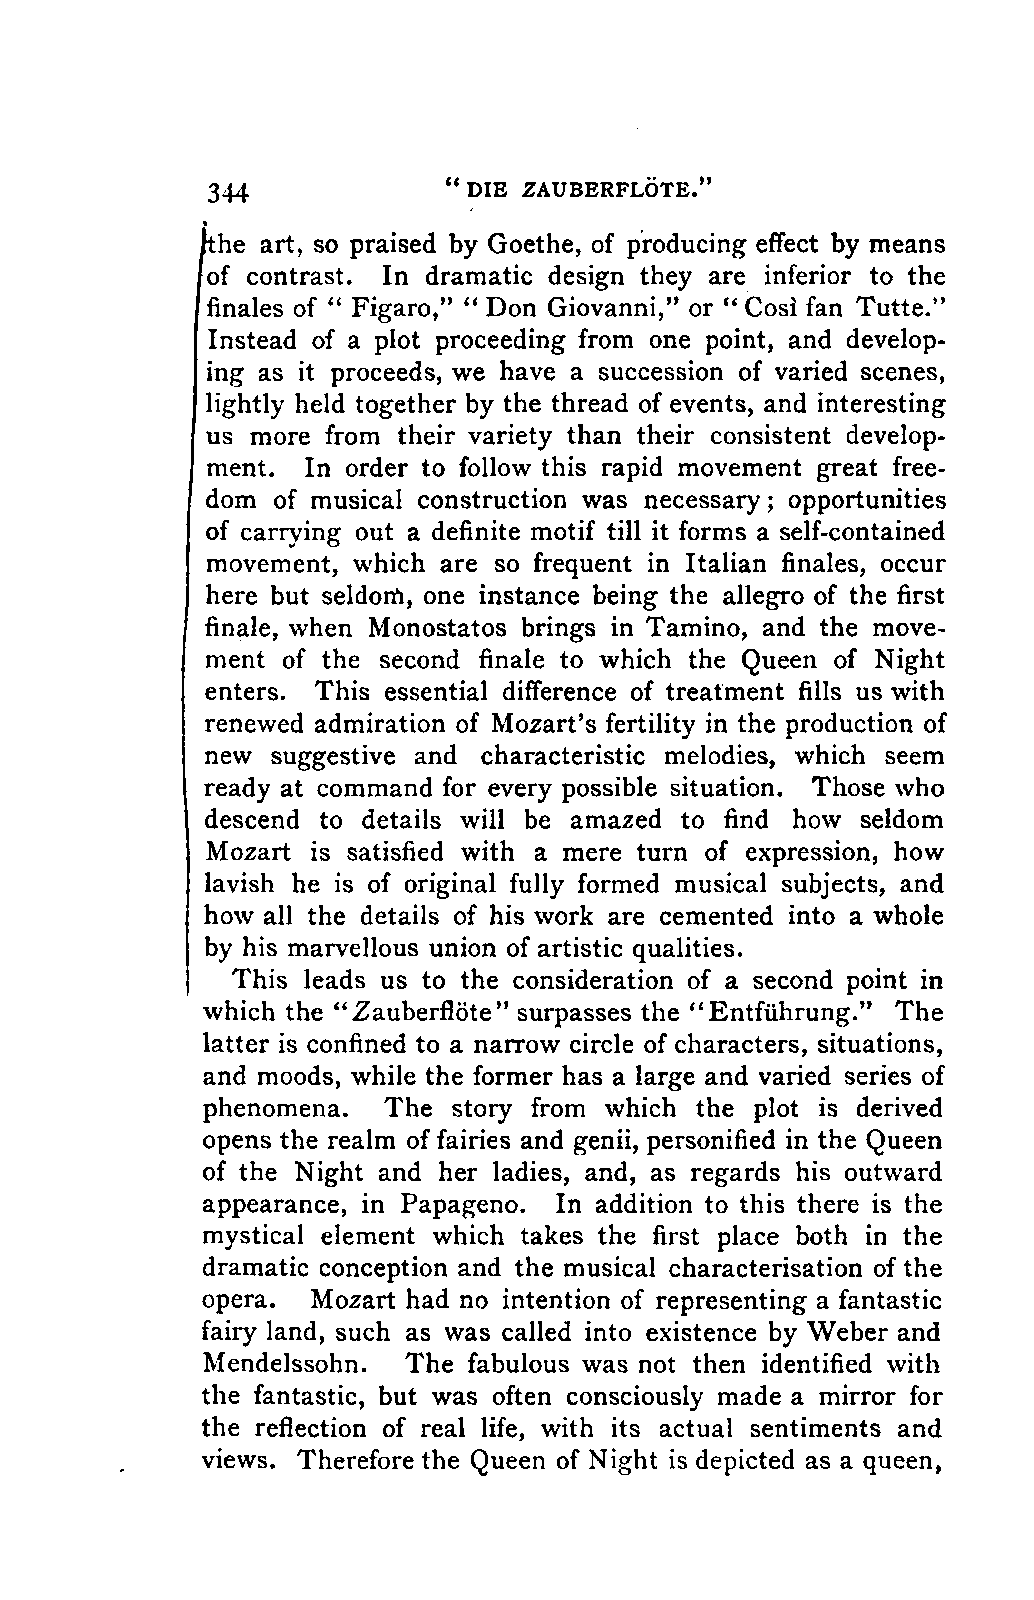 344 "DIE ZAUBERFLÖTE."
the art, so praised by Goethe, of producing effect by means
of contrast. In dramatic design they are inferior to the
finales of " Figaro," " Don Giovanni," or " Così fan Tutte."
Instead of a plot proceeding from one point, and develop-
ing as it proceeds, we have a succession of varied scenes,
lightly held together by the thread of events, and interesting
us more from their variety than their consistent develop-
ment. In order to follow this rapid movement great free-
dom of musical construction was necessary; opportunities
of carrying out a definite motif till it forms a self-contained
movement, which are so frequent in Italian finales, occur
here but seldom, one instance being the allegro of the first
finale, when Monostatos brings in Tamino, and the move-
ment of the second finale to which the Queen of Night
enters. This essential difference of treatment fills us with
renewed admiration of Mozart's fertility in the production of
new suggestive and characteristic melodies, which seem
ready at command for every possible situation. Those who
descend to details will be amazed to find how seldom
Mozart is satisfied with a mere turn of expression, how
lavish he is of original fully formed musical subjects, and
how all the details of his work are cemented into a whole
by his marvellous union of artistic qualities.
This leads us to the consideration of a second point in
which the "Zauberflöte" surpasses the "Entführung." The
latter is confined to a narrow circle of characters, situations,
and moods, while the former has a large and varied series of
phenomena. The story from which the plot is derived
opens the realm of fairies and genii, personified in the Queen
of the Night and her ladies, and, as regards his outward
appearance, in Papageno. In addition to this there is the
mystical element which takes the first place both in the
dramatic conception and the musical characterisation of the
opera. Mozart had no intention of representing a fantastic
fairy land, such as was called into existence by Weber and
Mendelssohn. The fabulous was not then identified with
the fantastic, but was often consciously made a mirror for
the reflection of real life, with its actual sentiments and
views. Therefore the Queen of Night is depicted as a queen,